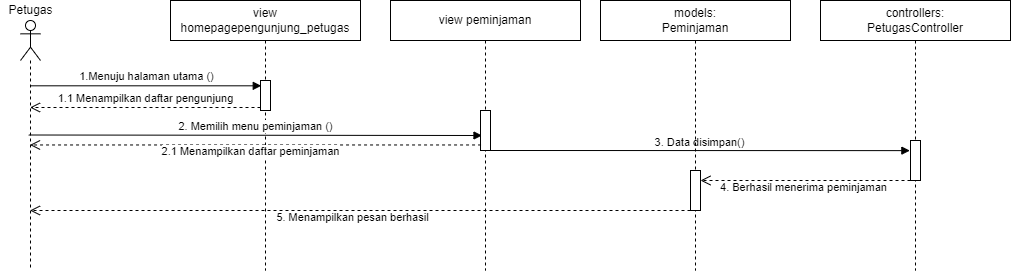 Petugas
view
homepagepengunjung_petugas
view peminjaman
models:
Peminjaman
controllers:
PetugasController
1.Menuju halaman utama ()
1.1 Menampilkan daftar pengunjung
2. Memilih menu peminjaman ()
2.1 Menampilkan daftar peminjaman
3. Data disimpan()
4. Berhasil menerima peminjaman
5. Menampilkan pesan berhasil